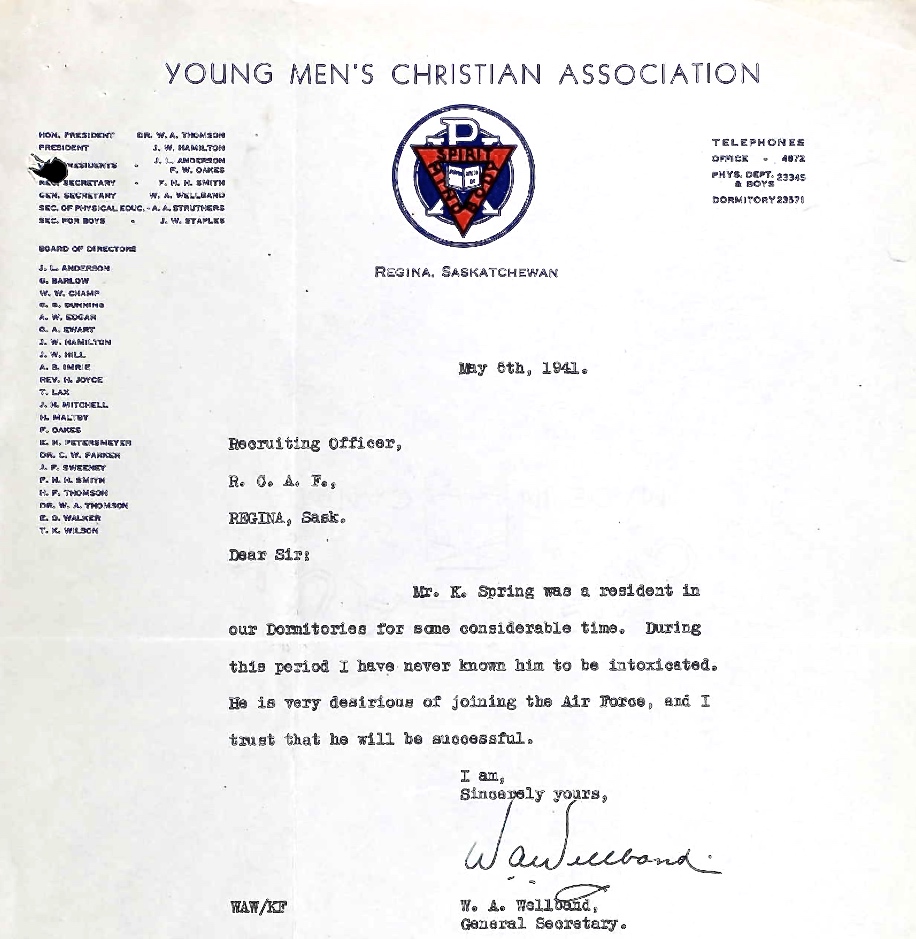 YOUNG MEN'S CHRISTIAN ASSOCIATION
HON. PRESIDENT DR. W. A. THOMSON
PRESIDENT J. W. HAMILTON
J. L. ANDERSON
F. W. OAKES
REC. SECRETARY - F. H. H. SMITH
GEN. SECRETARY W. A. WELLBAND
SEC. OF PHYSICAL EDUC. - A. A. STRUTHERS
SEC. FOR BOYS - J. W. STAPLES
BOARD OF DIRECTORS
J. L. ANDERSON
G. BARLOW
W. W. CHAMP
C. S. DUNNING
A. W. EDGAR
C. A. EWART
J. W. HAMILTON
J. W. HILL
A. B. IMRIE
REV. H. JOYCE
T. LAX
J. H. MITCHELL
H. MALTBY
F. OAKES
E. H. PETERSMEYER
DR. C. W. PARKER
J. F. SWEENEY
F. H. H. SMITH
H. P. THOMSON
DR. W. A. THOMSON
E. G. WALKER
T. K. WILSON
SPIRIT
MIND BODY
REGINA, SASKATCHEWAN
TELEPHONES
OFFICE - 4872
PHYS. DEPT. 23345
& BOYS
DORMITORY 23571
May 6th, 1941.
Recruiting Officer,
R. C. A. F.,
REGINA, Sask.
Dear Sir:
Mr. K. Spring was a resident in
our Dormitories for some considerable time. During
this period I have never known him to be intoxicated.
He is very desirious of joining the Air Force, and I
trust that he will be successful.
I am,
Sincerely yours,
W A Wellband.
WAW/KF W. A. Wellband,
General Secretary.